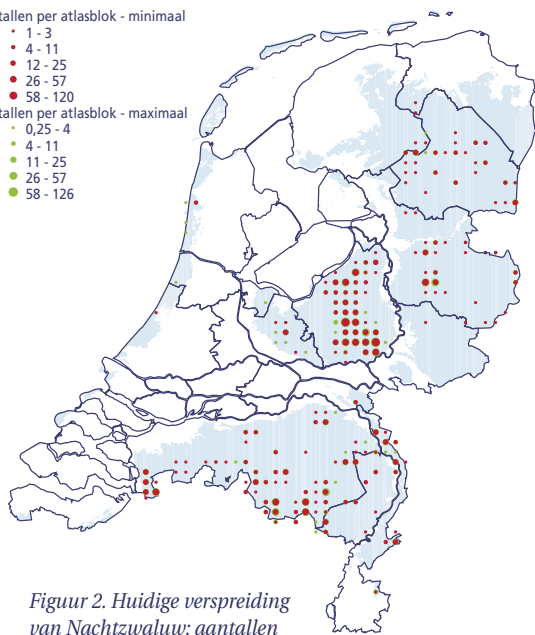 tallen per atlasblok - minimaal
1 - 3
4 - 11
12 - 25
26 - 57
58 - 120
tallen per atlasblok - maximaal
0,25 - 4
4 - 11
11 - 25
26 - 57
58 - 126
Figuur 2. Huidige verspreiding
van Nachtzwaluw: aantallen